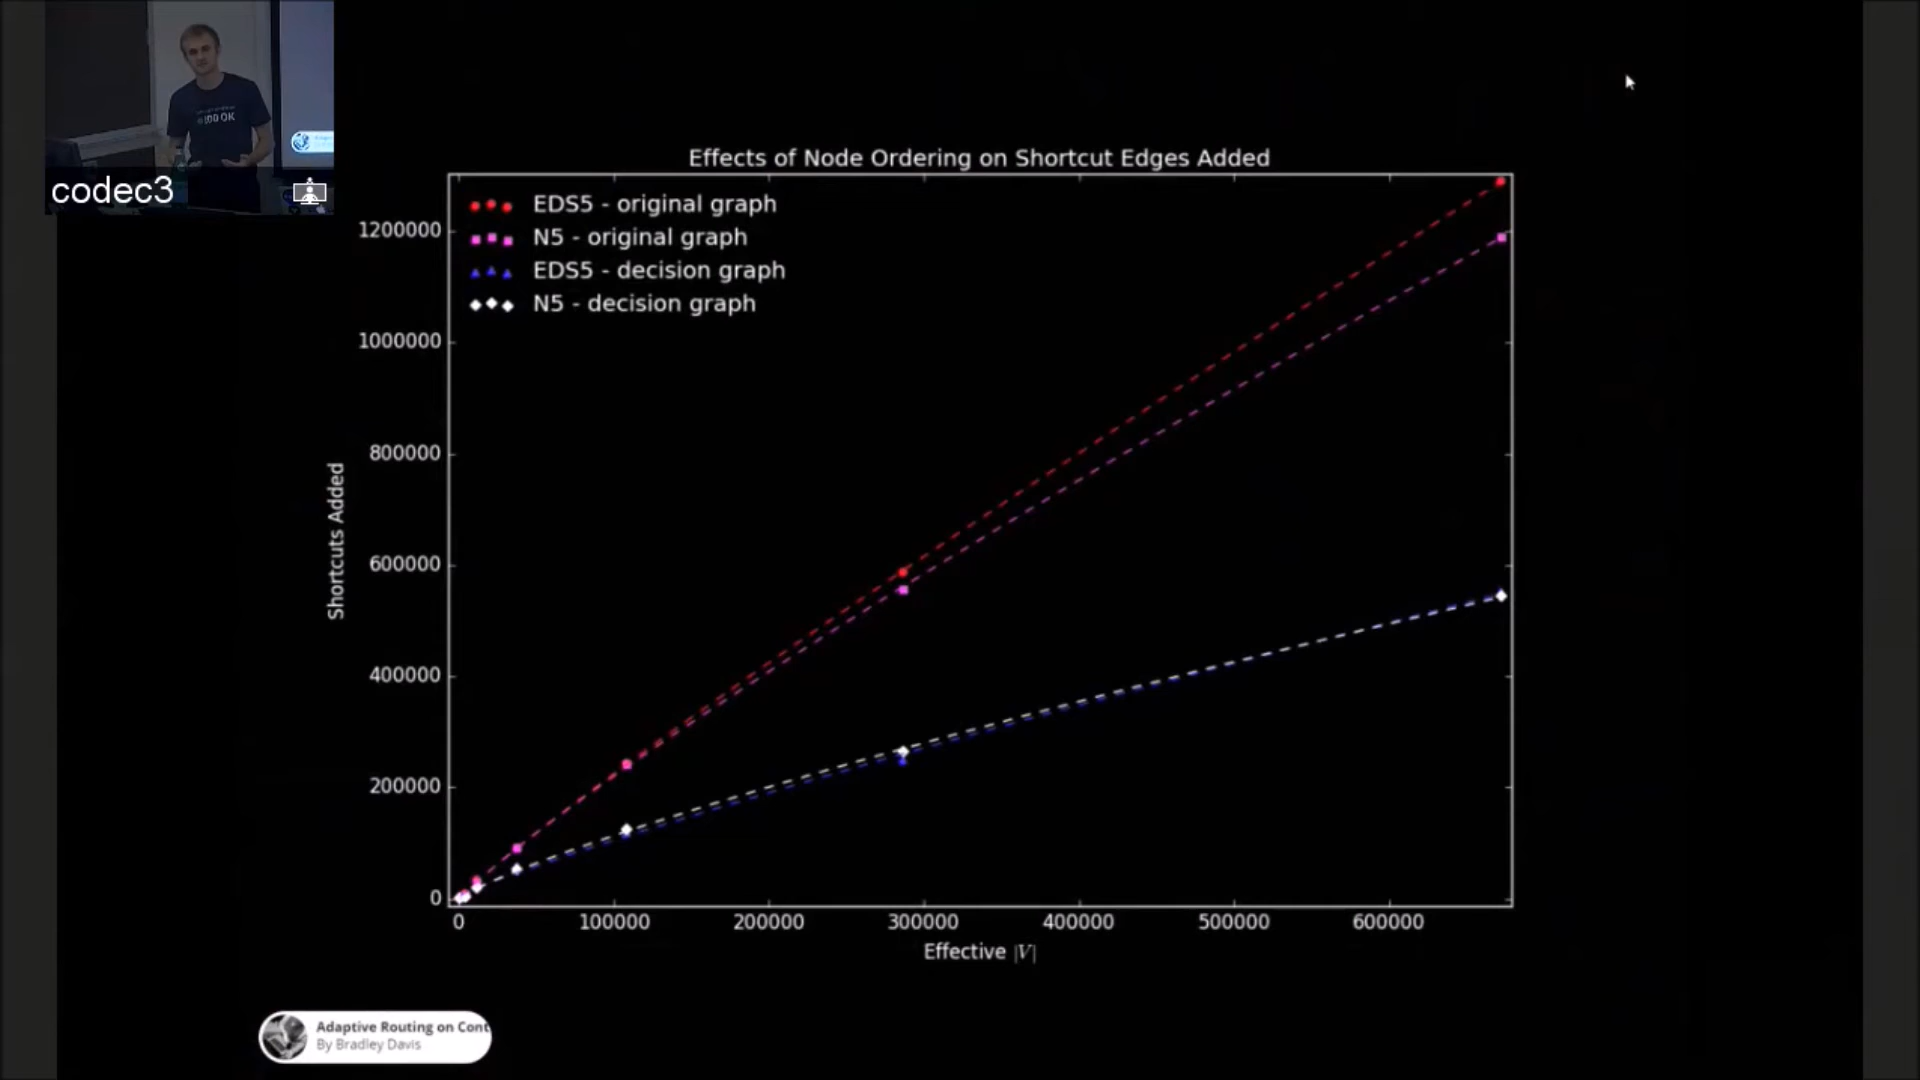 codec3
Effects of Node Ordering on Shortcut Edges Added
EDS5 - original graph
N5 - original graph
EDS5 - decision graph
N5 - decision graph
1200000
1000000
800000
600000
400000
200000
0
Shortcuts Added
0 100000 200000 300000 400000 500000 600000
Effective |V|
Adaptive Routing on Cont
By Bradley Davis